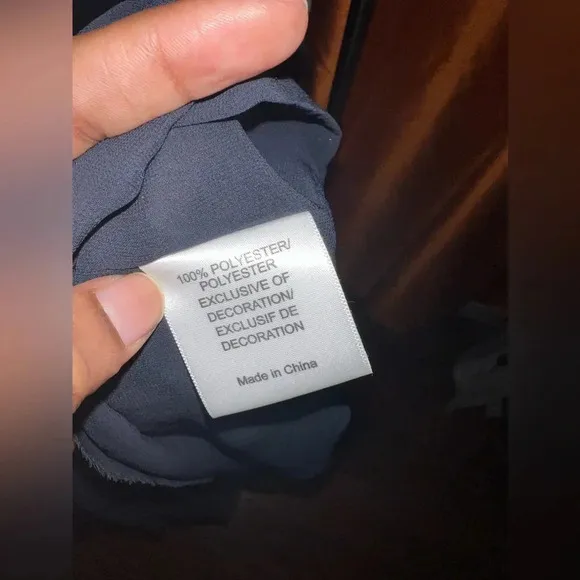 100% POLYESTER/
POLYESTER
EXCLUSIVE OF
DECORATION/
EXCLUSIF DE
DECORATION
Made in China